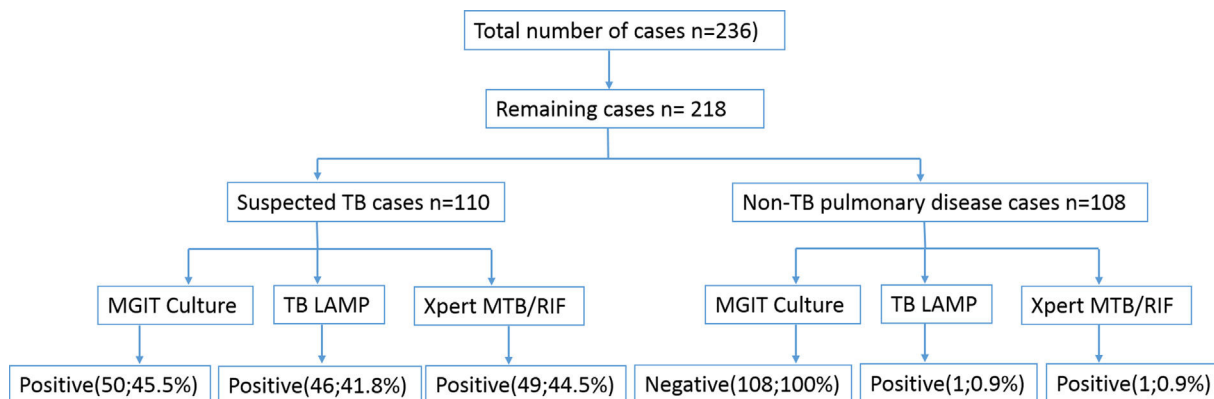 Total number of cases n=236)
Remaining cases n= 218
Suspected TB cases n=110
Non-TB pulmonary disease cases n=108
MGIT Culture
TB LAMP
Xpert MTB/RIF
MGIT Culture
TB LAMP
Xpert MTB/RIF
Positive(50;45.5%)
Positive(46;41.8%)
Positive(49;44.5%)
Negative(108;100%)
Positive(1;0.9%)
Positive(1;0.9%)